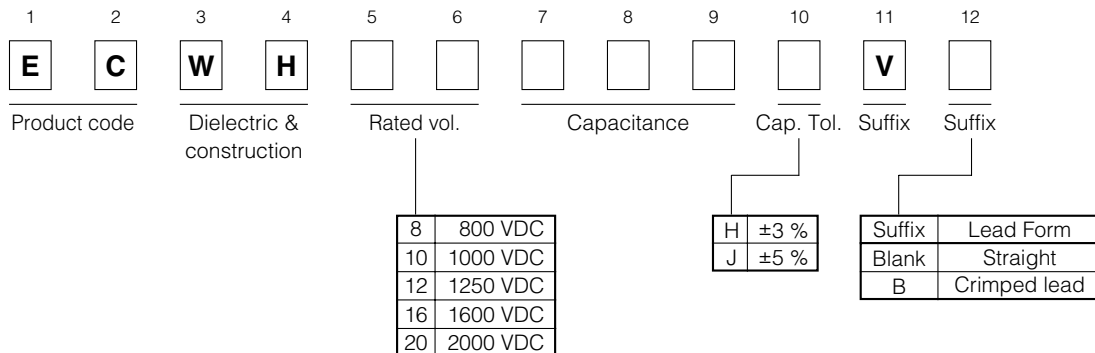 1 2 3 4 5 6 7 8 9 10 11 12
E C W H V
Product code Dielectric & construction Rated vol. Capacitance Cap. Tol. Suffix Suffix
8 800 VDC
10 1000 VDC
12 1250 VDC
16 1600 VDC
20 2000 VDC
H ±3 %
J ±5 %
Suffix Lead Form
Blank Straight
B Crimped lead